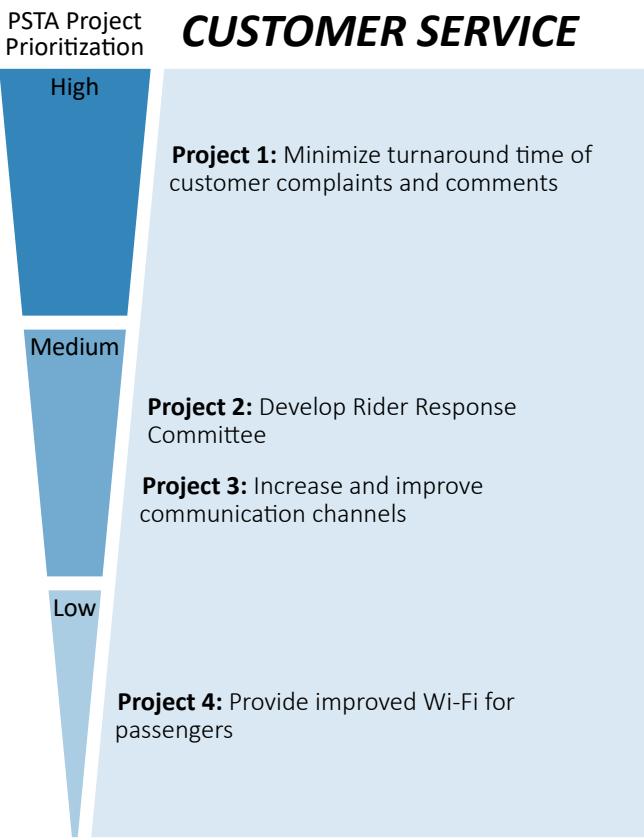 PSTA Project
Prioritization
CUSTOMER SERVICE
High
Project 1: Minimize turnaround time of
customer complaints and comments
Medium
Project 2: Develop Rider Response
Committee
Project 3: Increase and improve
communication channels
Low
Project 4: Provide improved Wi-Fi for
passengers